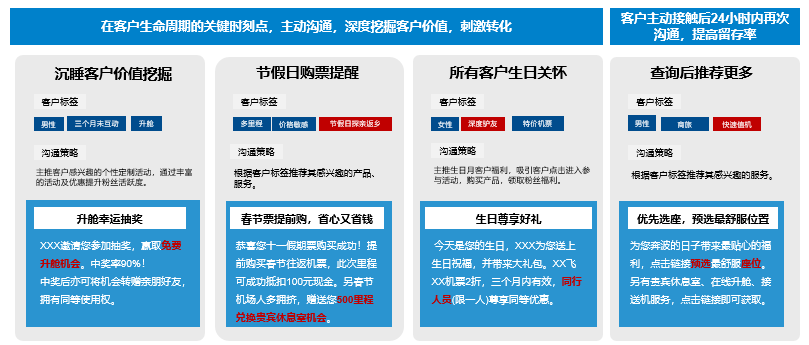 在客户生命周期的关键时刻点，主动沟通，深度挖掘客户价值，刺激转化
客户主动接触后24小时内再次
沟通，提高留存率
沉睡客户价值挖掘
客户标签
男性 三个月未互动 升舱
沟通策略
主推客户感兴趣的个性定制活动，通过丰富
的活动及优惠提升粉丝活跃度。
升舱幸运抽奖
XXX邀请您参加抽奖，赢取免费
升舱机会。中奖率90%！
中奖后亦可将机会转赠亲朋好友，
拥有同等使用权。
节假日购票提醒
客户标签
多里程 价格敏感 节假日探亲返乡
沟通策略
根据客户标签推荐其感兴趣的产品、
服务。
春节票提前购，省心又省钱
恭喜您十一假期票购买成功！提
前购买春节往返机票，此次里程
可成功抵扣100元现金。另春节
机场人多拥挤，赠送您500里程
兑换贵宾休息室机会。
所有客户生日关怀
客户标签
女性 深度驴友 特价机票
沟通策略
主推生日月客户福利，吸引客户点击进入参
与活动，购买产品，领取粉丝福利。
生日尊享好礼
今天是您的生日，XXX为您送上
生日祝福，并带来大礼包。XX飞
XX机票2折，三个月内有效，同行
人员(限一人)尊享同等优惠。
查询后推荐更多
客户标签
男性 商旅 快速值机
沟通策略
根据客户标签推荐其感兴趣的服务。
优先选座，预选最舒服位置
为您奔波的日子带来最贴心的福
利，点击链接预选最舒服座位。
另有贵宾休息室、在线升舱、接
送机服务，点击链接即可获取。